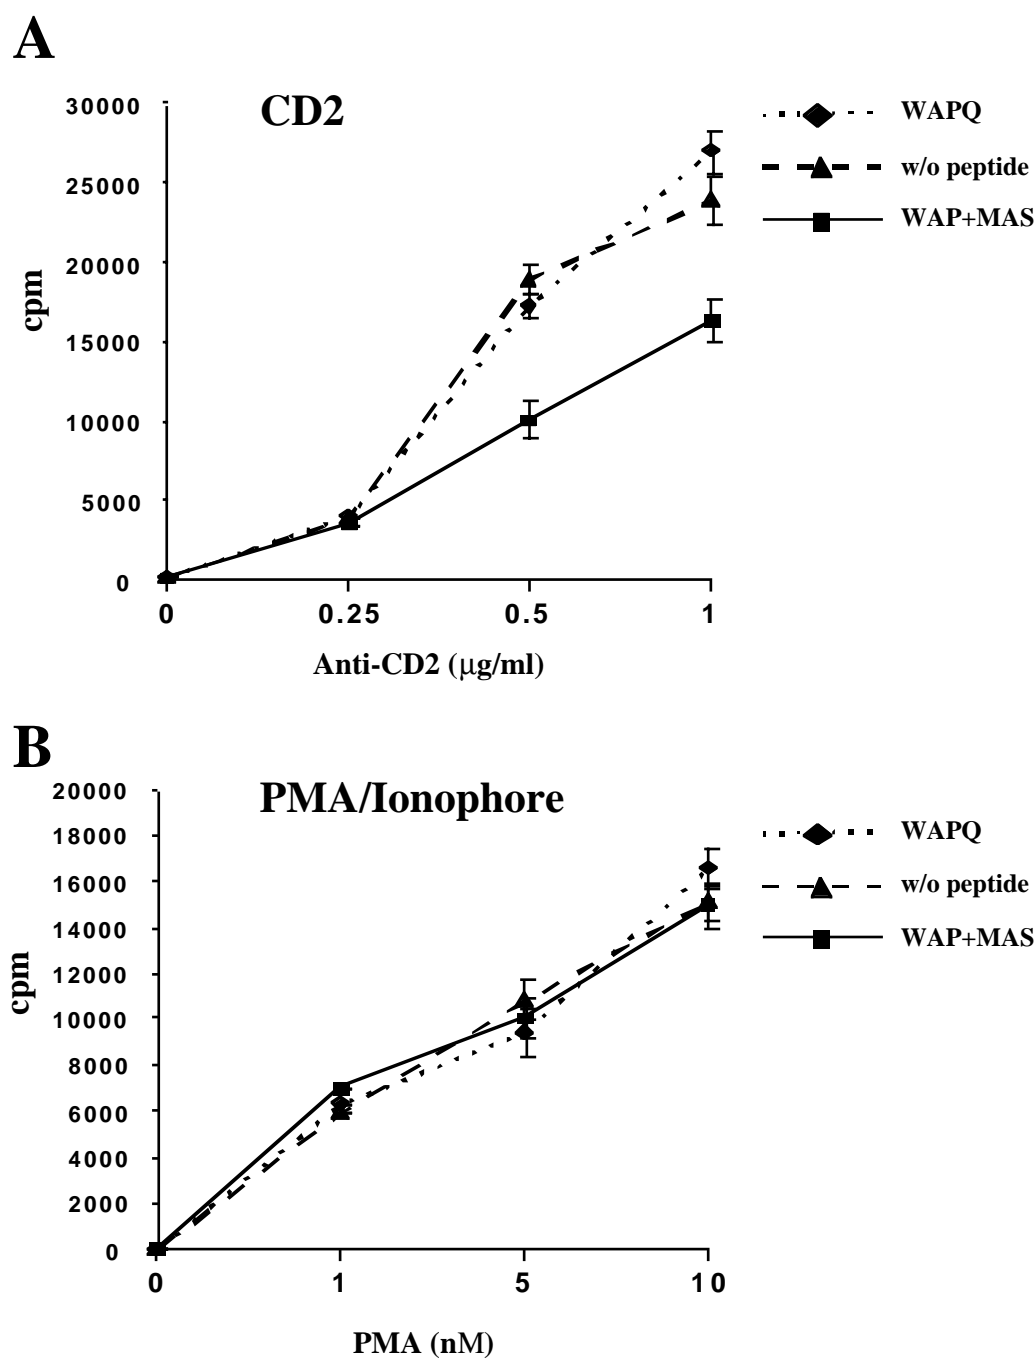 A
CD2
30000
25000
20000
15000
10000
5000
0
cpm
0 0.25 0.5 1
Anti-CD2 (μg/ml)
WAPQ
w/o peptide
WAP+MAS
B
PMA/Ionophore
20000
18000
16000
14000
12000
10000
8000
6000
4000
2000
0
cpm
0 1 5 10
PMA (nM)
WAPQ
w/o peptide
WAP+MAS